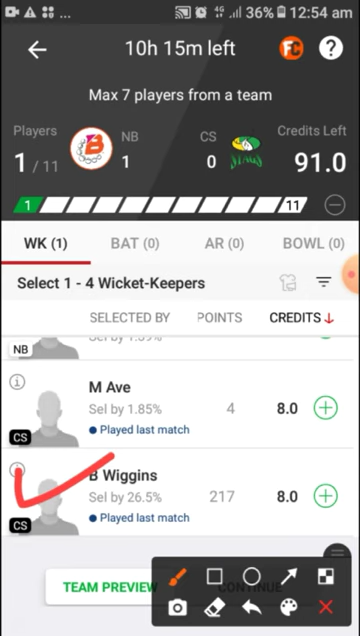 4G 36% 12:54 am
10h 15m left FC ?
Max 7 players from a team
Players NB CS Credits Left
1 / 11 B 1 0 91.0
1 11
WK (1) BAT (0) AR (0) BOWL (0)
Select 1 - 4 Wicket-Keepers
SELECTED BY POINTS CREDITS ↓
NB
M Ave
Sel by 1.85% 4 8.0
CS Played last match
B Wiggins
Sel by 26.5% 217 8.0
CS Played last match
TEAM PREVIEW CONTINUE